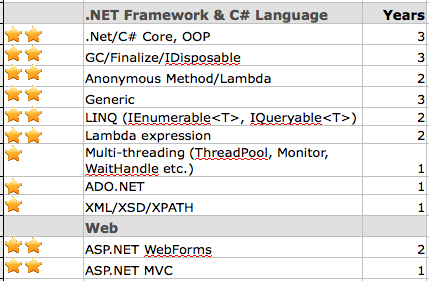 .NET Framework & C# Language Years
.Net/C# Core, OOP 3
GC/Finalize/IDisposable 3
Anonymous Method/Lambda 2
Generic 3
LINQ (IEnumerable<T>, IQueryable<T>) 2
Lambda expression 2
Multi-threading (ThreadPool, Monitor,
WaitHandle etc.) 1
ADO.NET 1
XML/XSD/XPATH 1
Web
ASP.NET WebForms 2
ASP.NET MVC 1